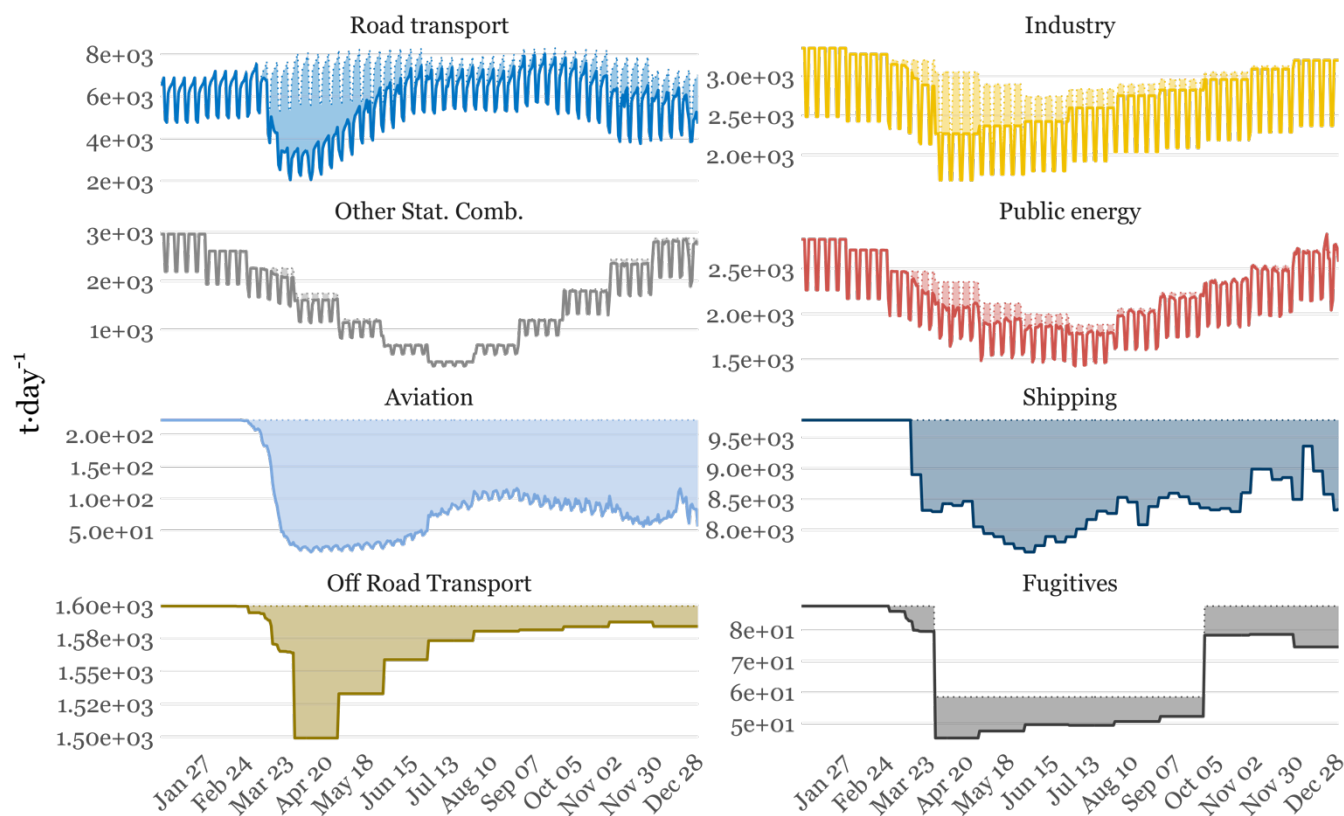 Road transport
8e+03
6e+03
4e+03
2e+03
Industry
3.0e+03
2.5e+03
2.0e+03
Other Stat. Comb.
3e+03
2e+03
1e+03
Public energy
2.5e+03
2.0e+03
1.5e+03
t·day⁻¹
Aviation
2.0e+02
1.5e+02
1.0e+02
5.0e+01
Shipping
9.5e+03
9.0e+03
8.5e+03
8.0e+03
Off Road Transport
1.60e+03
1.58e+03
1.55e+03
1.52e+03
1.50e+03
Fugitives
8e+01
7e+01
6e+01
5e+01
Jan 27
Feb 24
Mar 23
Apr 20
May 18
Jun 15
Jul 13
Aug 10
Sep 07
Oct 05
Nov 02
Nov 30
Dec 28
Jan 27
Feb 24
Mar 23
Apr 20
May 18
Jun 15
Jul 13
Aug 10
Sep 07
Oct 05
Nov 02
Nov 30
Dec 28